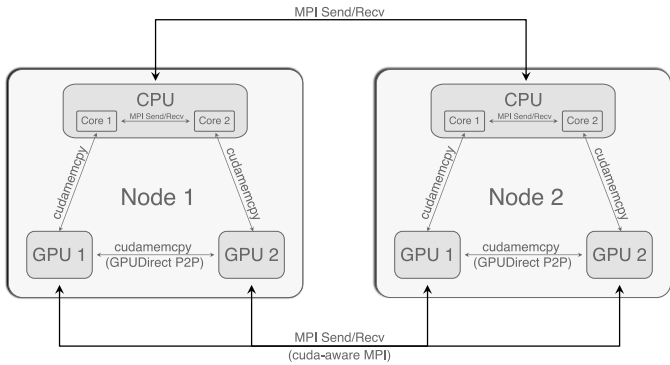 MPI Send/Recv
CPU
Core 1
MPI Send/Recv
Core 2
cudamemcpy
cudamemcpy
Node 1
GPU 1
cudamemcpy
(GPUDirect P2P)
GPU 2
CPU
Core 1
MPI Send/Recv
Core 2
cudamemcpy
cudamemcpy
Node 2
GPU 1
cudamemcpy
(GPUDirect P2P)
GPU 2
MPI Send/Recv
(cuda-aware MPI)